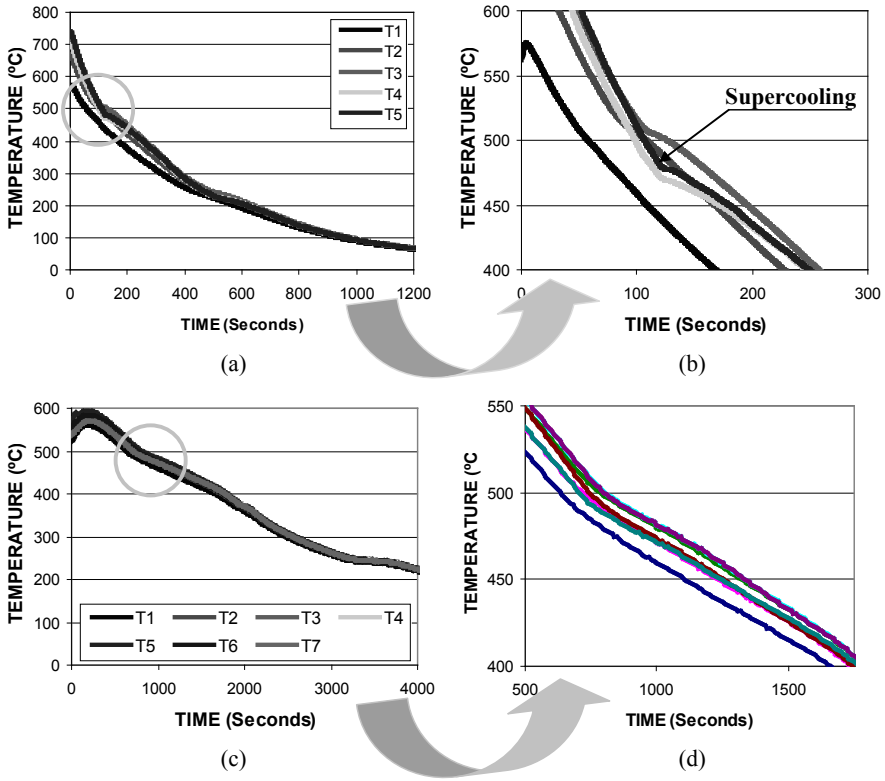 800
700
600
500
400
300
200
100
0
TEMPERATURE (ºC)
0 200 400 600 800 1000 1200
TIME (Seconds)
T1
T2
T3
T4
T5
(a)
600
550
500
450
400
TEMPERATURE (ºC)
0 100 200 300
TIME (Seconds)
Supercooling
(b)
600
500
400
300
200
100
0
TEMPERATURE (ºC)
0 1000 2000 3000 4000
TIME (Seconds)
T1 T2 T3 T4
T5 T6 T7
(c)
550
500
450
400
TEMPERATURE (ºC
500 1000 1500
TIME (Seconds)
(d)